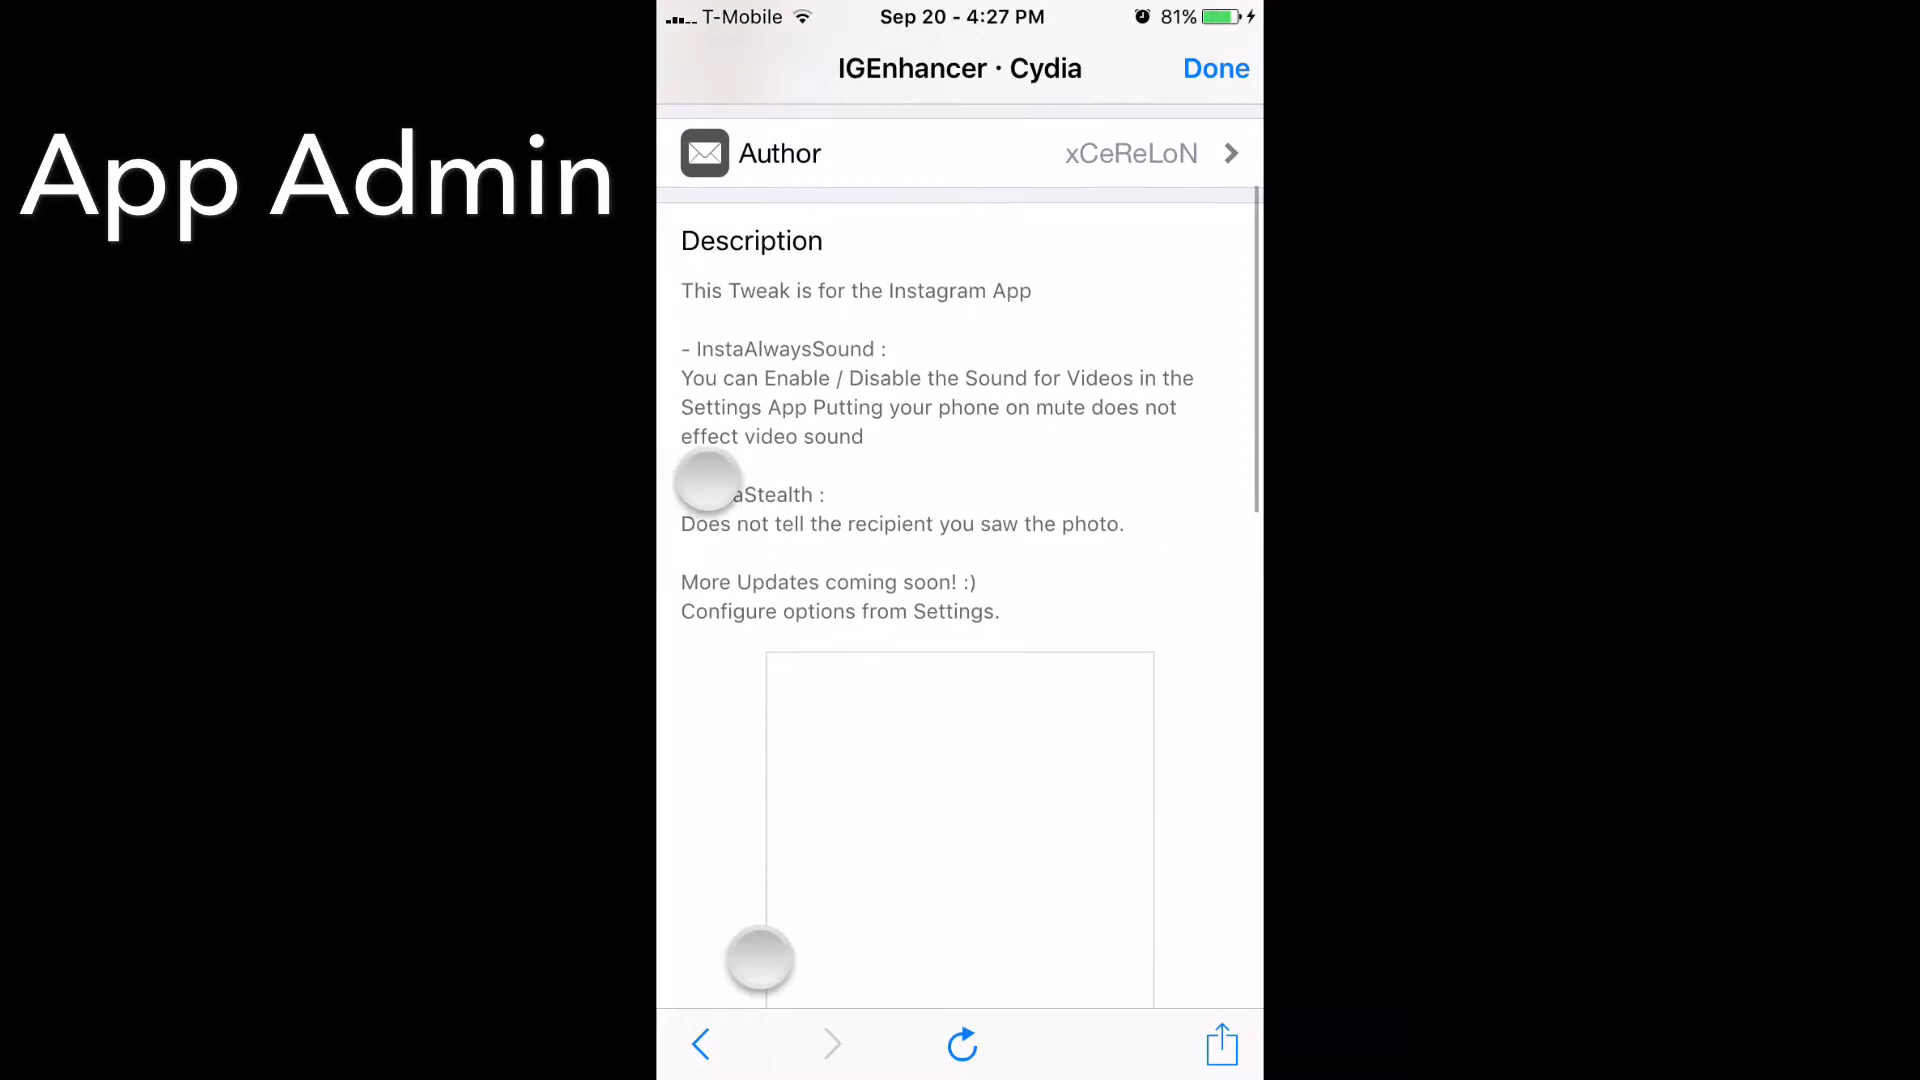 App Admin
T-Mobile
Sep 20 - 4:27 PM
81%
IGEnhancer · Cydia
Done
Author
xCeReLoN
Description
This Tweak is for the Instagram App
- InstaAlwaysSound :
You can Enable / Disable the Sound for Videos in the
Settings App Putting your phone on mute does not
effect video sound
aStealth :
Does not tell the recipient you saw the photo.
More Updates coming soon! :)
Configure options from Settings.